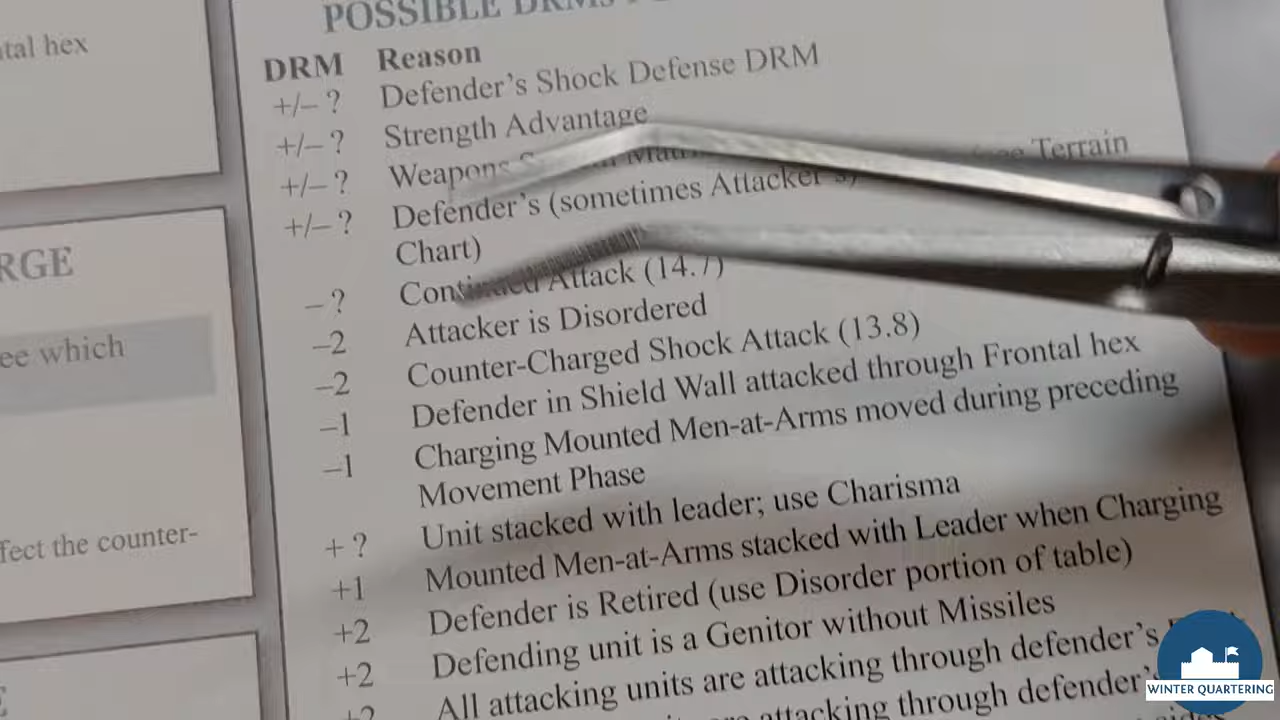 tal hex
RGE
ee which
fect the counter-
POSSIBLE DRMs
DRM Reason
+/– ? Defender's Shock Defense DRM
+/– ? Strength Advantage
+/– ? Weapons Terrain
+/– ? Defender's (sometimes Attacker's)
Chart)
– ? Continued Attack (14.7)
–2 Attacker is Disordered
–2 Counter-Charged Shock Attack (13.8)
–1 Defender in Shield Wall attacked through Frontal hex
–1 Charging Mounted Men-at-Arms moved during preceding
Movement Phase
+ ? Unit stacked with leader; use Charisma
+1 Mounted Men-at-Arms stacked with Leader when Charging
+2 Defender is Retired (use Disorder portion of table)
+2 Defending unit is a Genitor without Missiles
+2 All attacking units are attacking through defender's
attacking through defender's
WINTER QUARTERING